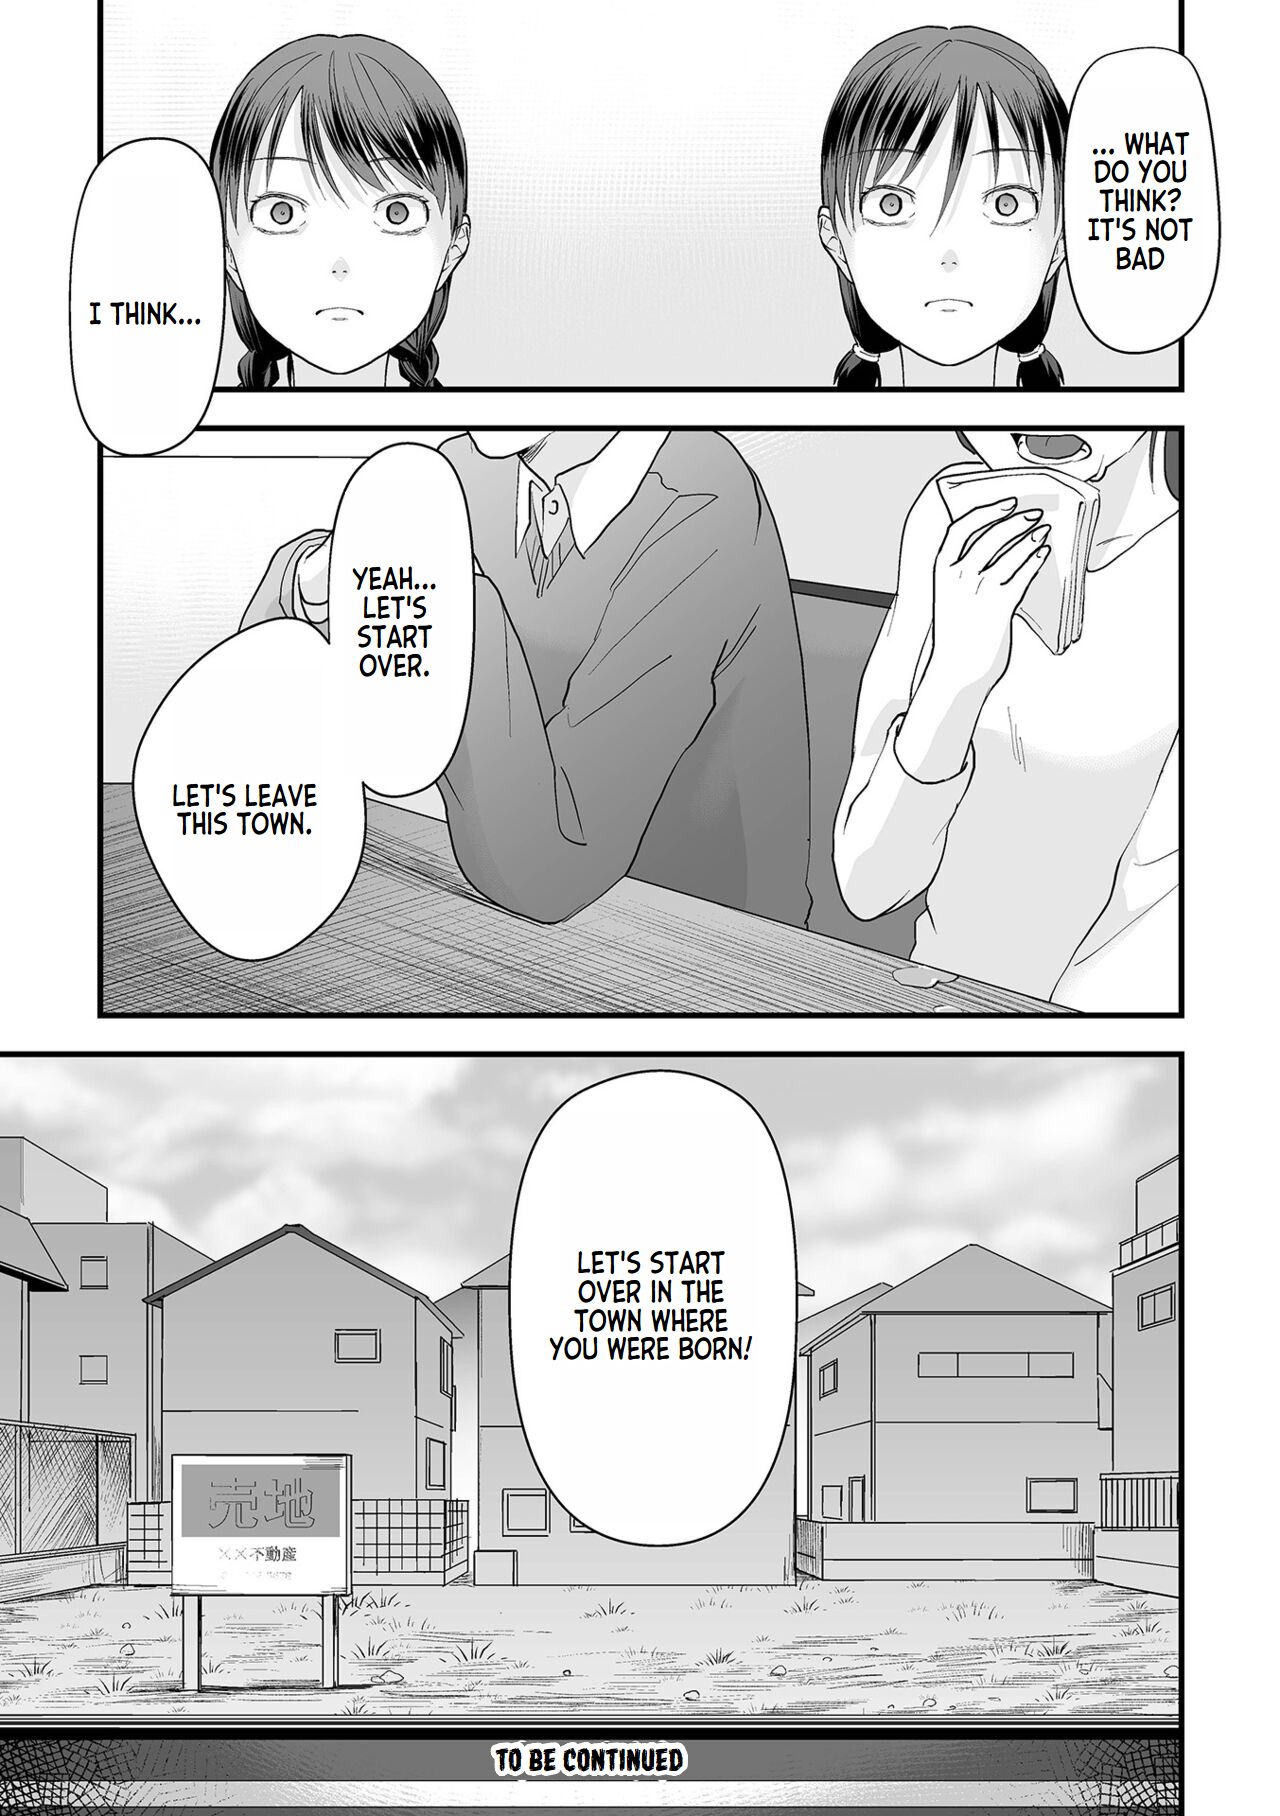 ... WHAT
DO YOU
THINK?
IT'S NOT
BAD
I THINK...
YEAH...
LET'S
START
OVER.
LET'S LEAVE
THIS TOWN.
LET'S START
OVER IN THE
TOWN WHERE
YOU WERE BORN!
売地
××不動産
TO BE CONTINUED